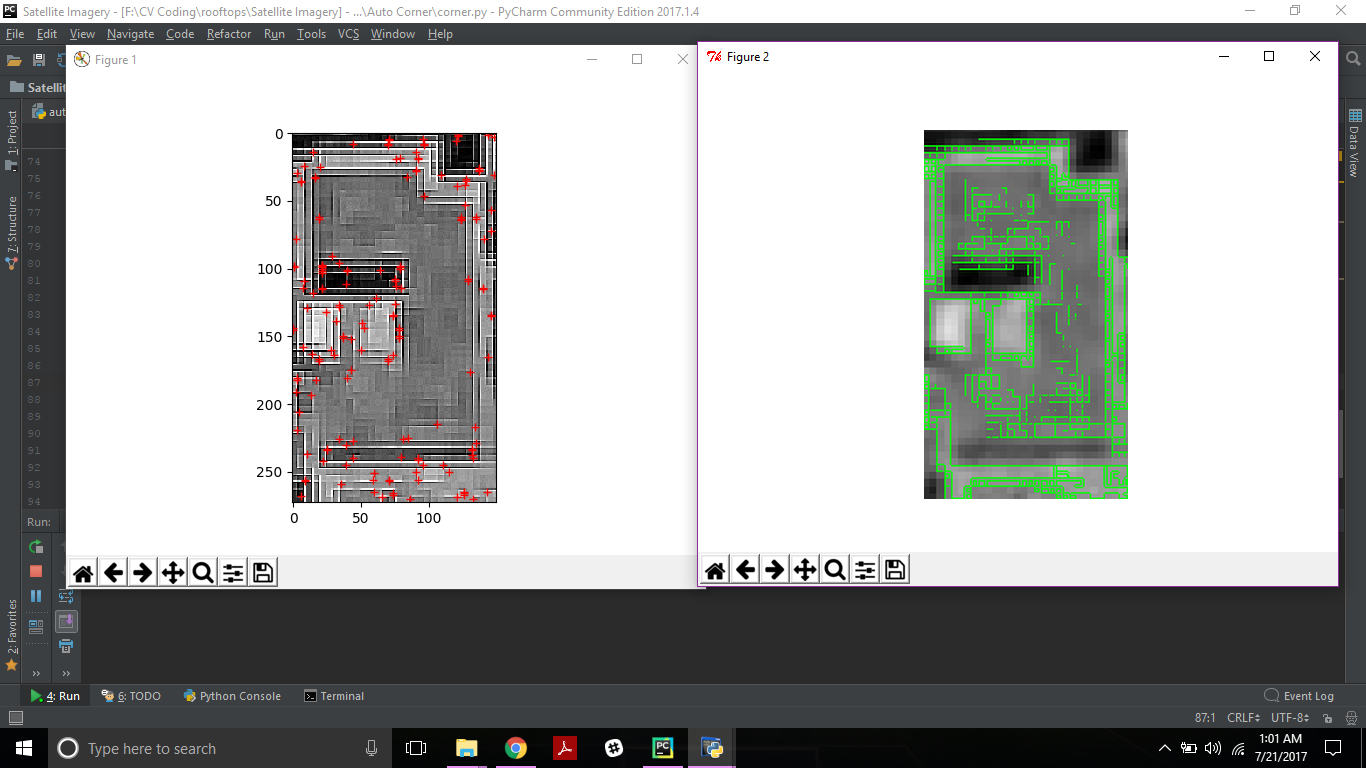 PC Satellite Imagery - [F:\CV Coding\rooftops\Satellite Imagery] - ...\Auto Corner\corner.py - PyCharm Community Edition 2017.1.4
File Edit View Navigate Code Refactor Run Tools VCS Window Help
Figure 1
Figure 2
Satellit
aut
1: Project
7: Structure
2: Favorites
Data View
74
75
76
77
78
79
80
81
82
83
84
85
86
87
88
89
90
91
92
93
94
0
50
100
150
200
250
0 50 100
Run:
4: Run 6: TODO Python Console Terminal Event Log
87:1 CRLF UTF-8
Type here to search
PC
1:01 AM
7/21/2017